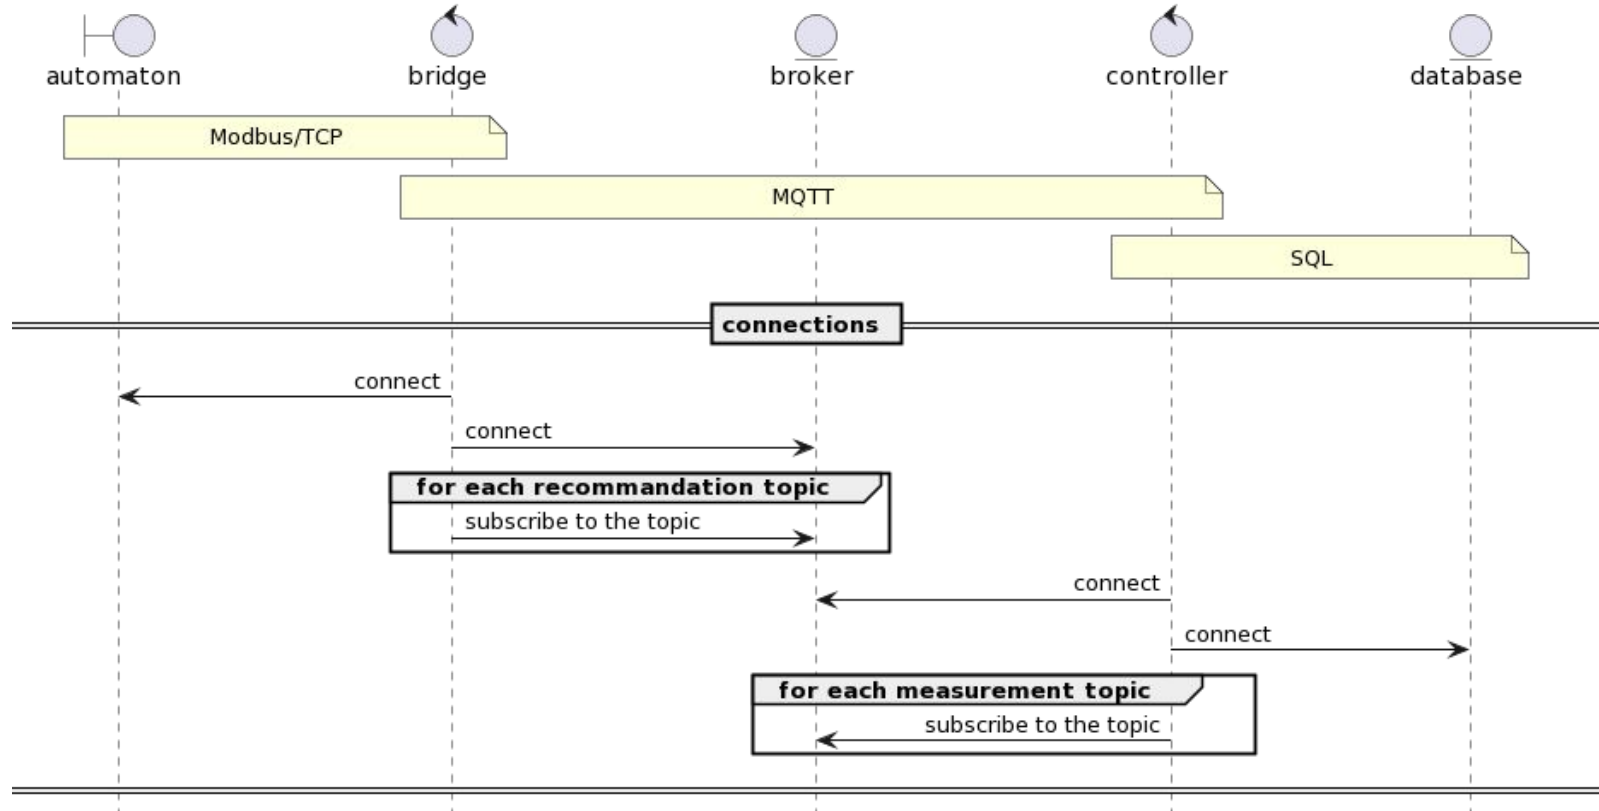 automaton
bridge
broker
controller
database
Modbus/TCP
MQTT
SQL
connections
connect
connect
for each recommandation topic
subscribe to the topic
connect
connect
for each measurement topic
subscribe to the topic